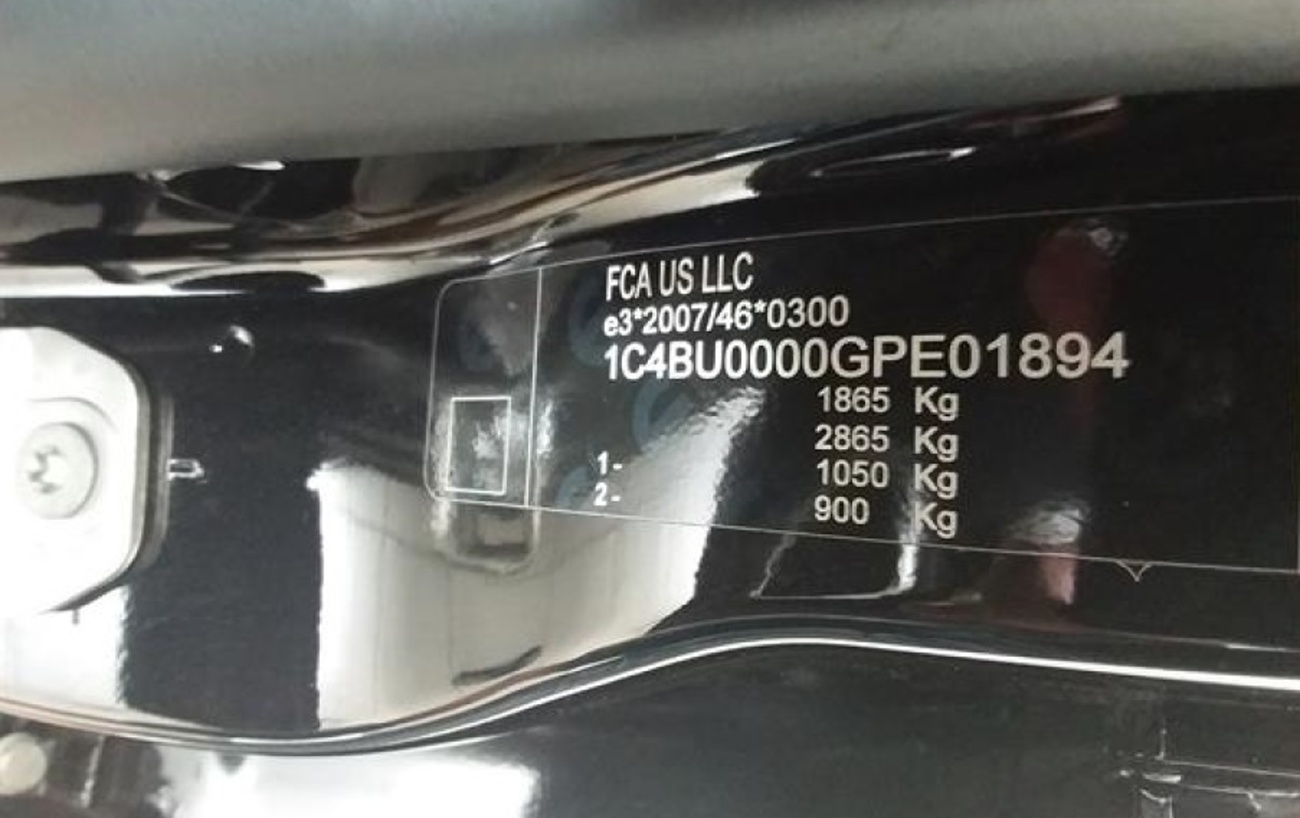 FCA US LLC
e3*2007/46*0300
1C4BU0000GPE01894
1865 Kg
2865 Kg
1- 1050 Kg
2- 900 Kg